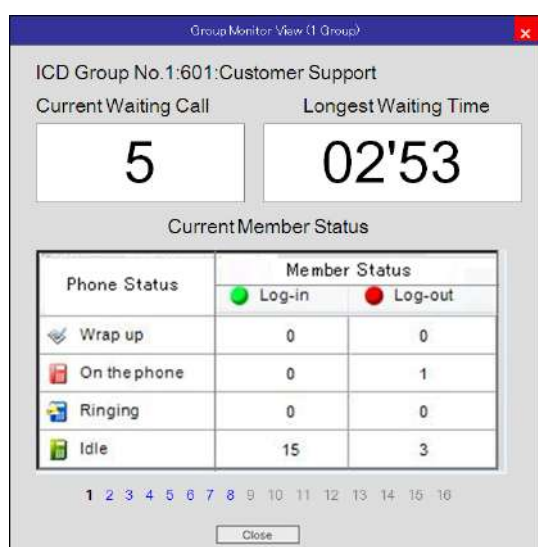 Group Monitor View (1 Group)
ICD Group No.1:601:Customer Support
Current Waiting Call Longest Waiting Time
5 02'53
Current Member Status
Phone Status Member Status
Log-in Log-out
Wrap up 0 0
On the phone 0 1
Ringing 0 0
Idle 15 3
1 2 3 4 5 6 7 8 9 10 11 12 13 14 15 16
Close